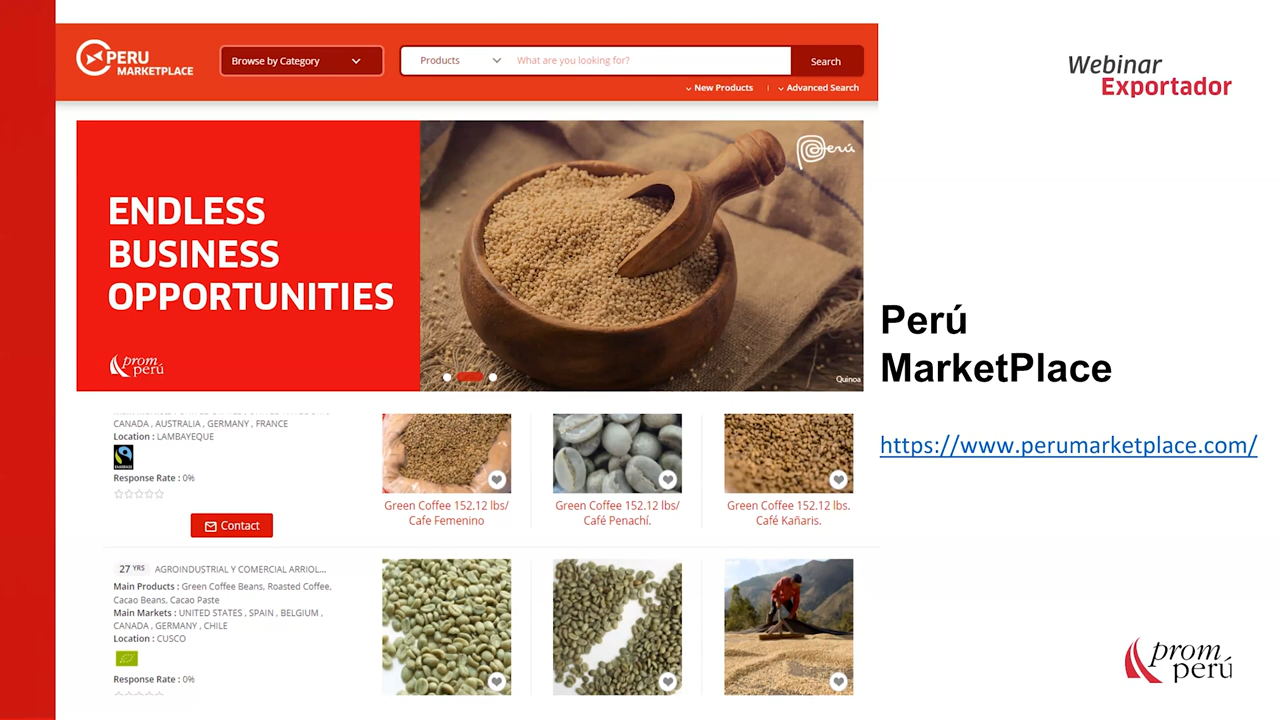 PERU
MARKETPLACE
Browse by Category
Products
What are you looking for?
Search
New Products
Advanced Search
Webinar
Exportador
Perú
ENDLESS
BUSINESS
OPPORTUNITIES
prom
perú
Quinoa
Perú
MarketPlace
https://www.perumarketplace.com/
CANADA , AUSTRALIA , GERMANY , FRANCE
Location : LAMBAYEQUE
Response Rate : 0%
Contact
Green Coffee 152.12 lbs/
Cafe Femenino
Green Coffee 152.12 lbs/
Café Penachí.
Green Coffee 152.12 lbs.
Café Kañaris.
27 YRS AGROINDUSTRIAL Y COMERCIAL ARRIOL...
Main Products : Green Coffee Beans, Roasted Coffee,
Cacao Beans, Cacao Paste
Main Markets : UNITED STATES , SPAIN , BELGIUM ,
CANADA , GERMANY , CHILE
Location : CUSCO
Response Rate : 0%
prom
perú